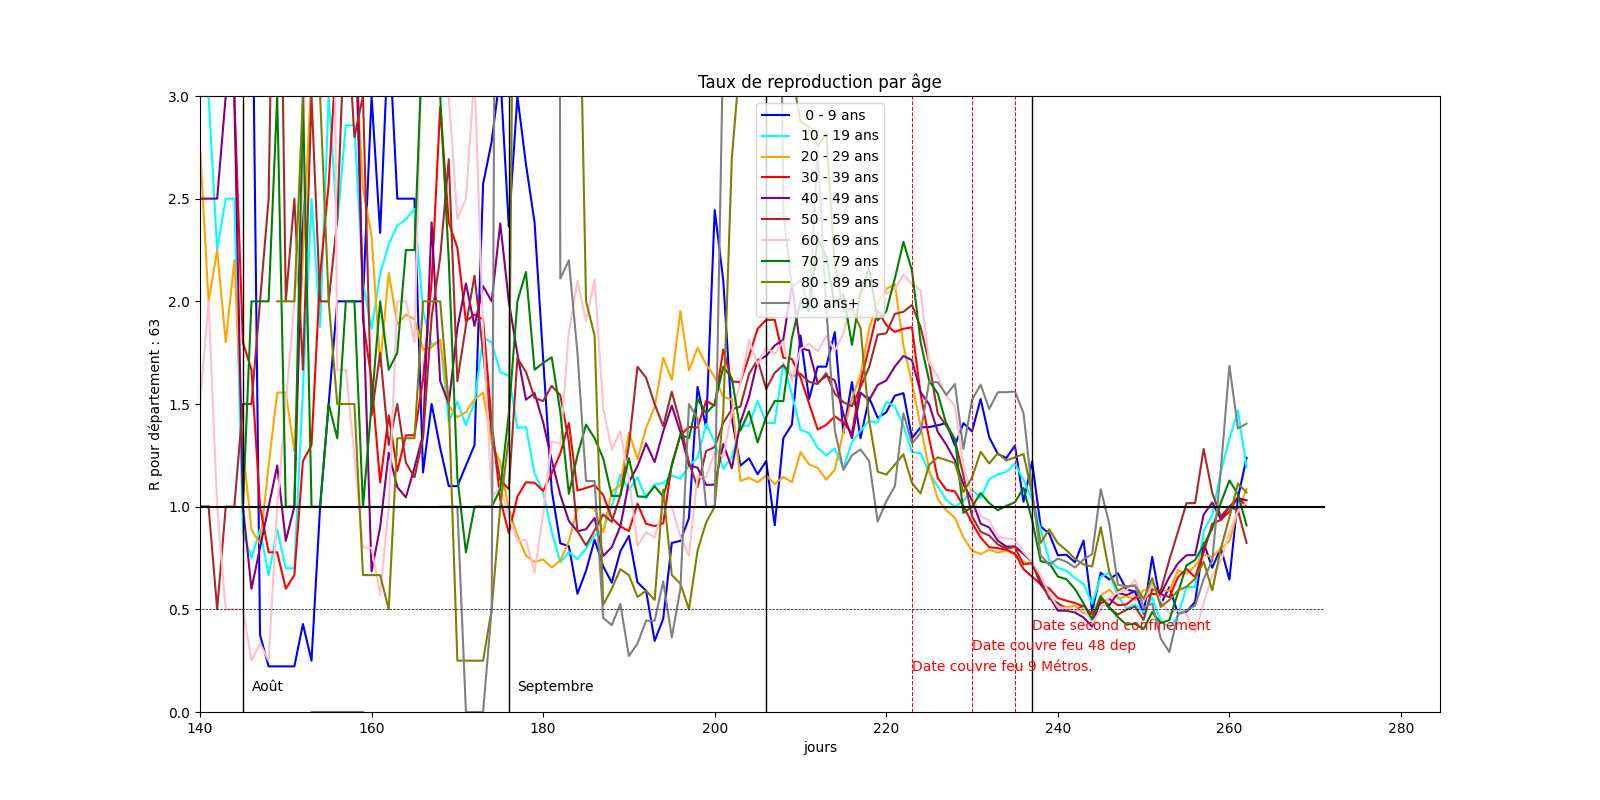 Taux de reproduction par âge
R pour département : 63
3.0
2.5
2.0
1.5
1.0
0.5
0.0
0 - 9 ans
10 - 19 ans
20 - 29 ans
30 - 39 ans
40 - 49 ans
50 - 59 ans
60 - 69 ans
70 - 79 ans
80 - 89 ans
90 ans+
Date second confinement
Date couvre feu 48 dep
Date couvre feu 9 Métros.
Août
Septembre
140 160 180 200 220 240 260 280
jours